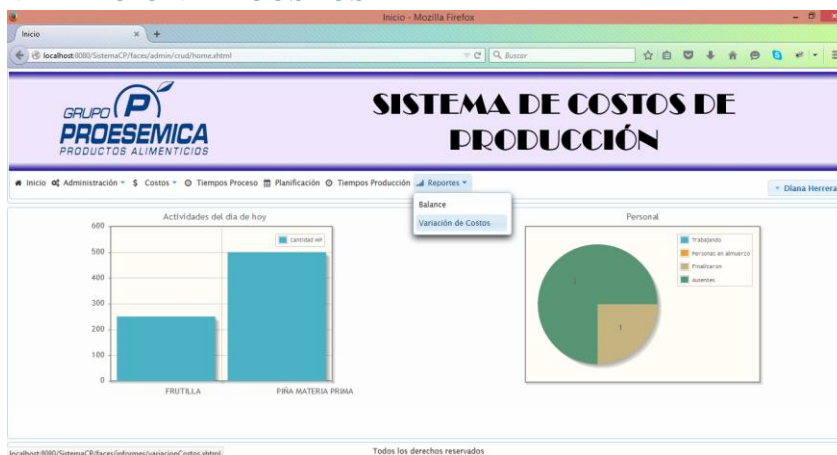 Inicio - Mozilla Firefox
Inicio
localhost:8080/SistemaCP/faces/admin/crud/home.xhtml
Buscar
GRUPO
PROESEMICA
PRODUCTOS ALIMENTICIOS
SISTEMA DE COSTOS DE
PRODUCCIÓN
Inicio Administración $ Costos Tiempos Proceso Planificación Tiempos Producción Reportes
Diana Herrera
Balance
Variación de Costos
Actividades del día de hoy
600
500
400
300
200
100
0
Cantidad MP
FRUTILLA PIÑA MATERIA PRIMA
Personal
Trabajando
Personas en almuerzo
Finalizaron
Ausentes
1
Todos los derechos reservados
localhost:8080/SistemaCP/faces/informes/variacionCostos.xhtml